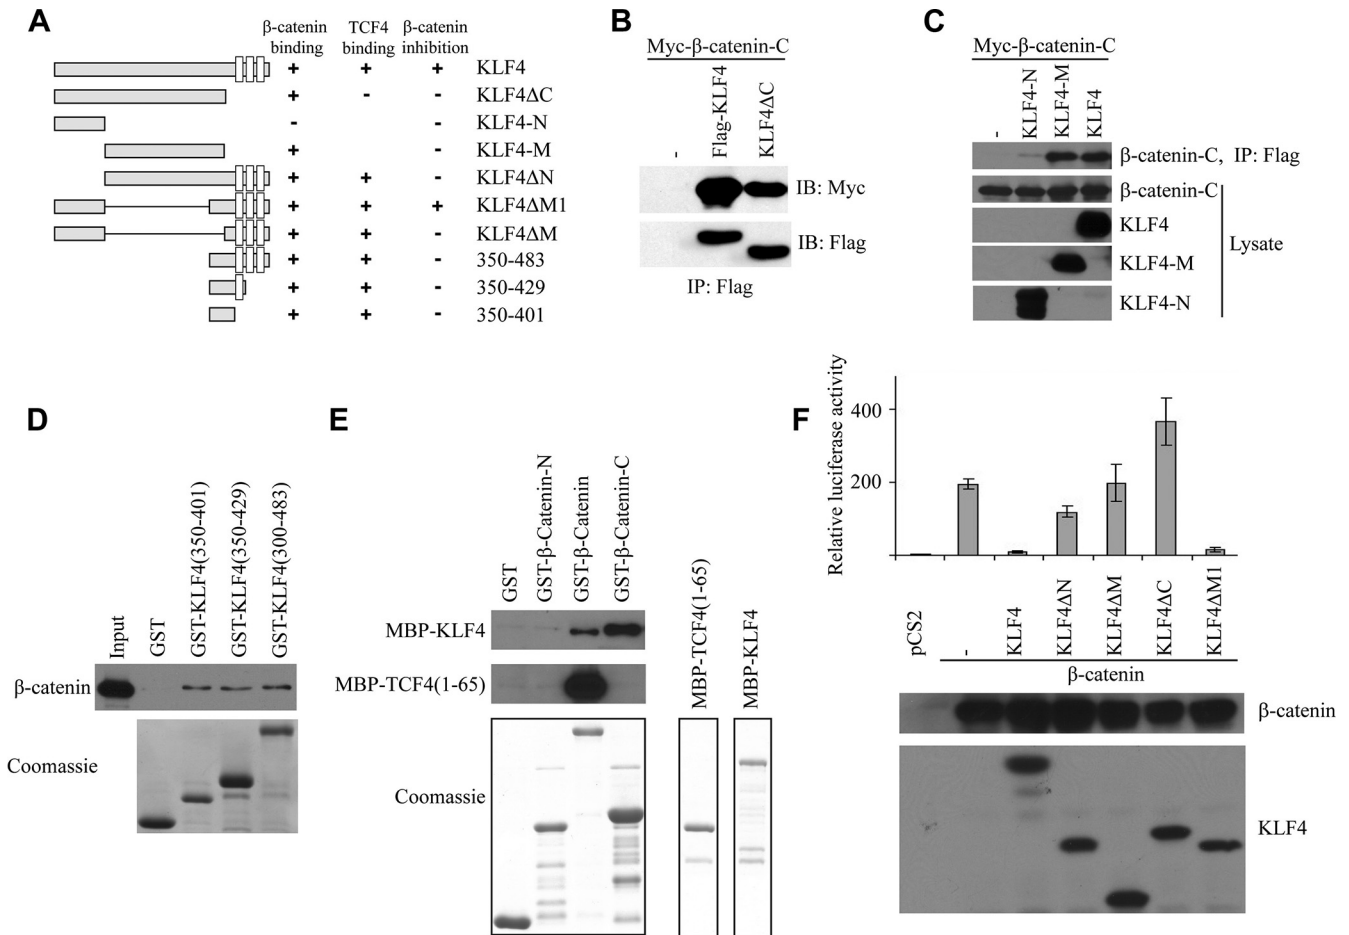 A
β-catenin binding
TCF4 binding
β-catenin inhibition
+ + + KLF4
+ - - KLF4ΔC
- - KLF4-N
+ - KLF4-M
+ + - KLF4ΔN
+ + + KLF4ΔM1
+ + - KLF4ΔM
+ + - 350-483
+ + - 350-429
+ + - 350-401
B
Myc-β-catenin-C
-
Flag-KLF4
KLF4ΔC
IB: Myc
IB: Flag
IP: Flag
C
Myc-β-catenin-C
-
KLF4-N
KLF4-M
KLF4
β-catenin-C, IP: Flag
β-catenin-C
KLF4
KLF4-M
KLF4-N
Lysate
D
Input
GST
GST-KLF4(350-401)
GST-KLF4(350-429)
GST-KLF4(300-483)
β-catenin
Coomassie
E
GST
GST-β-Catenin-N
GST-β-Catenin
GST-β-Catenin-C
MBP-KLF4
MBP-TCF4(1-65)
Coomassie
MBP-TCF4(1-65)
MBP-KLF4
F
Relative luciferase activity
400
200
pCS2
-
KLF4
KLF4ΔN
KLF4ΔM
KLF4ΔC
KLF4ΔM1
β-catenin
β-catenin
KLF4